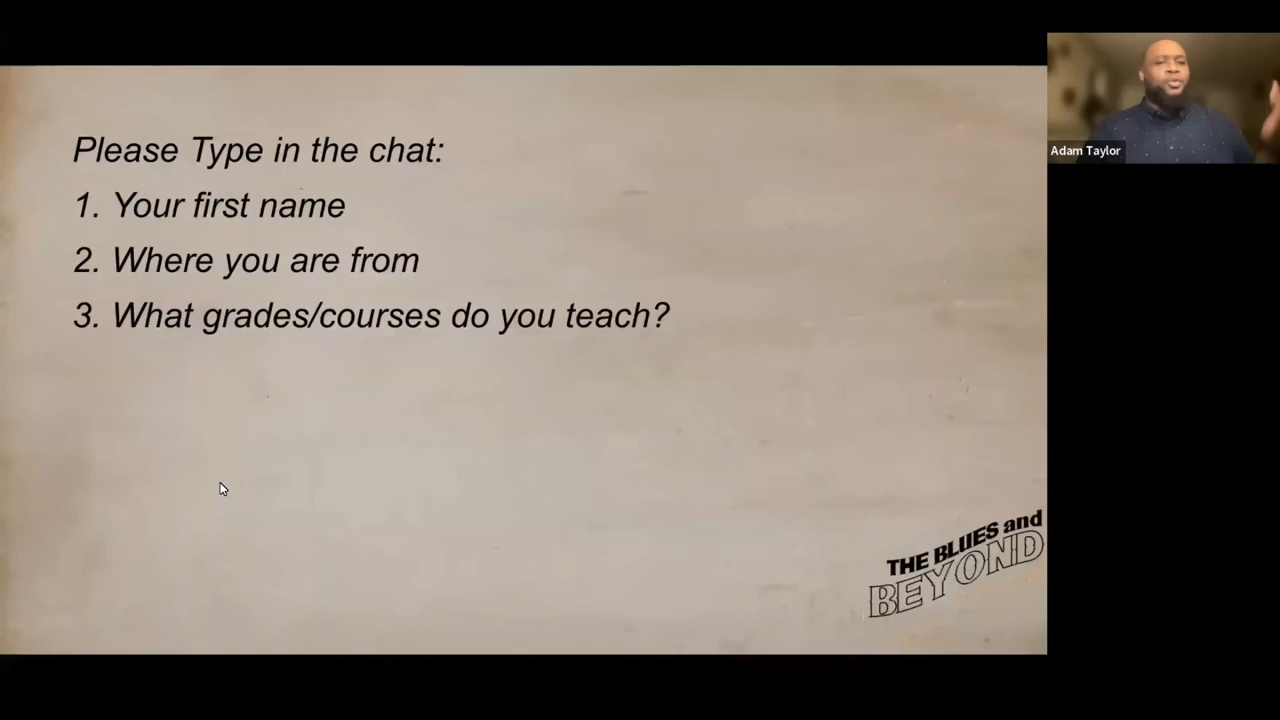 Please Type in the chat:
1. Your first name
2. Where you are from
3. What grades/courses do you teach?
THE BLUES and
BEYOND
Adam Taylor